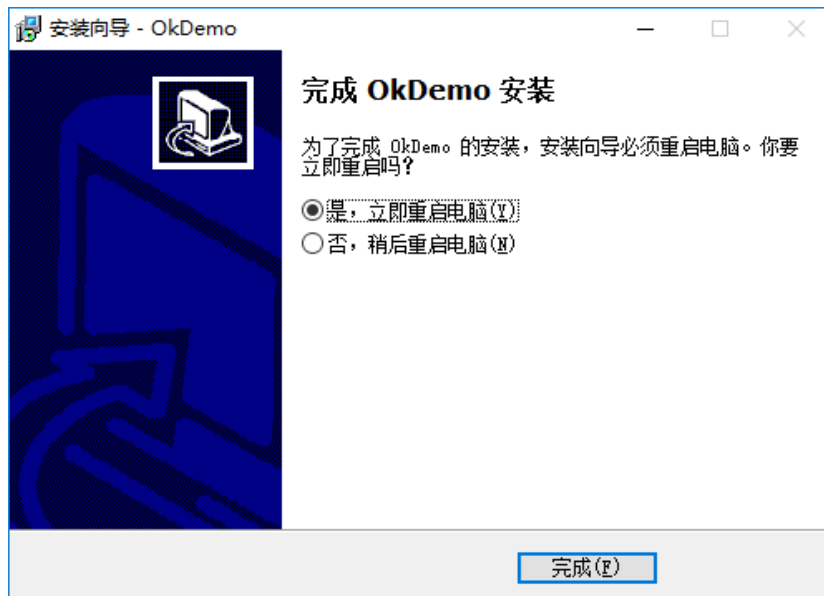 安装向导 - OkDemo
完成 OkDemo 安装
为了完成 OkDemo 的安装，安装向导必须重启电脑。你要
立即重启吗?
是，立即重启电脑(Y)
否，稍后重启电脑(N)
完成(F)